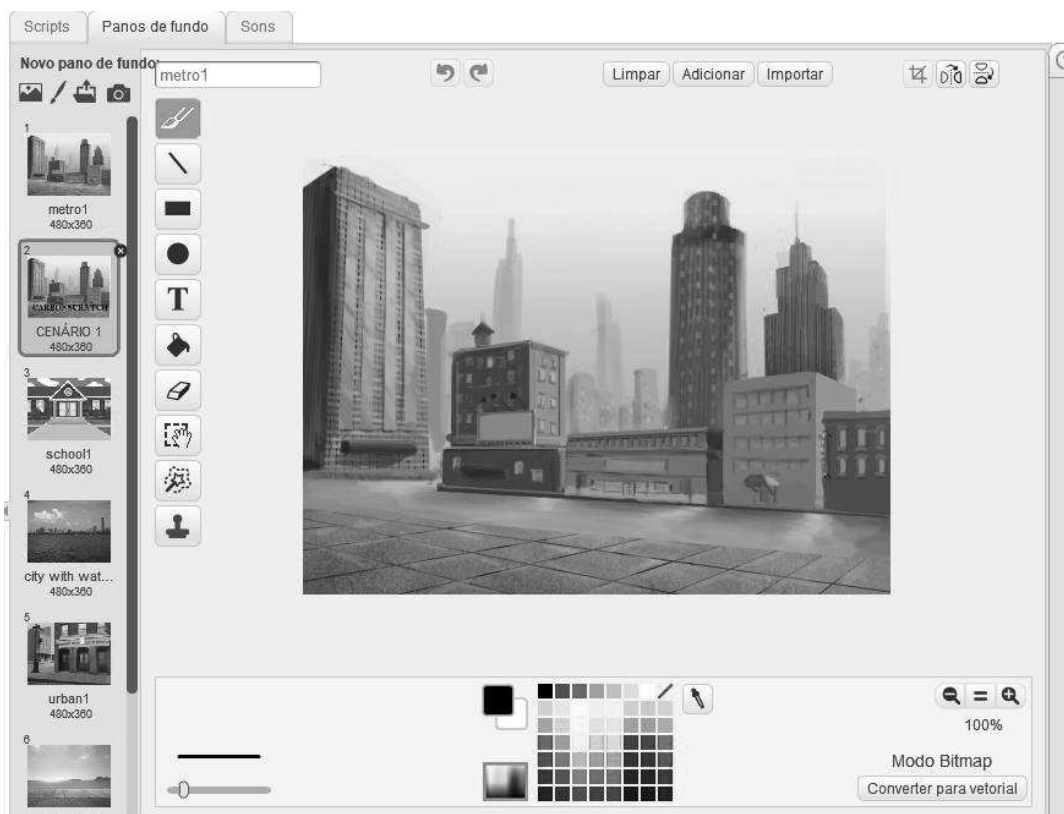 Scripts Panos de fundo Sons
Novo pano de fundo:
metro1
Limpar Adicionar Importar
1
metro1
480x360
2
CARROSCRATCH
CENÁRIO 1
480x360
3
school1
480x360
4
city with wat...
480x360
5
urban1
480x360
6
T
100%
Modo Bitmap
Converter para vetorial